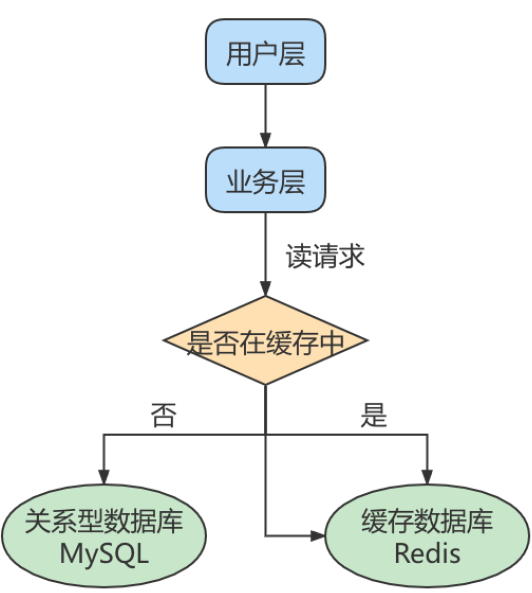 用户层
业务层
读请求
是否在缓存中
否
是
关系型数据库
MySQL
缓存数据库
Redis